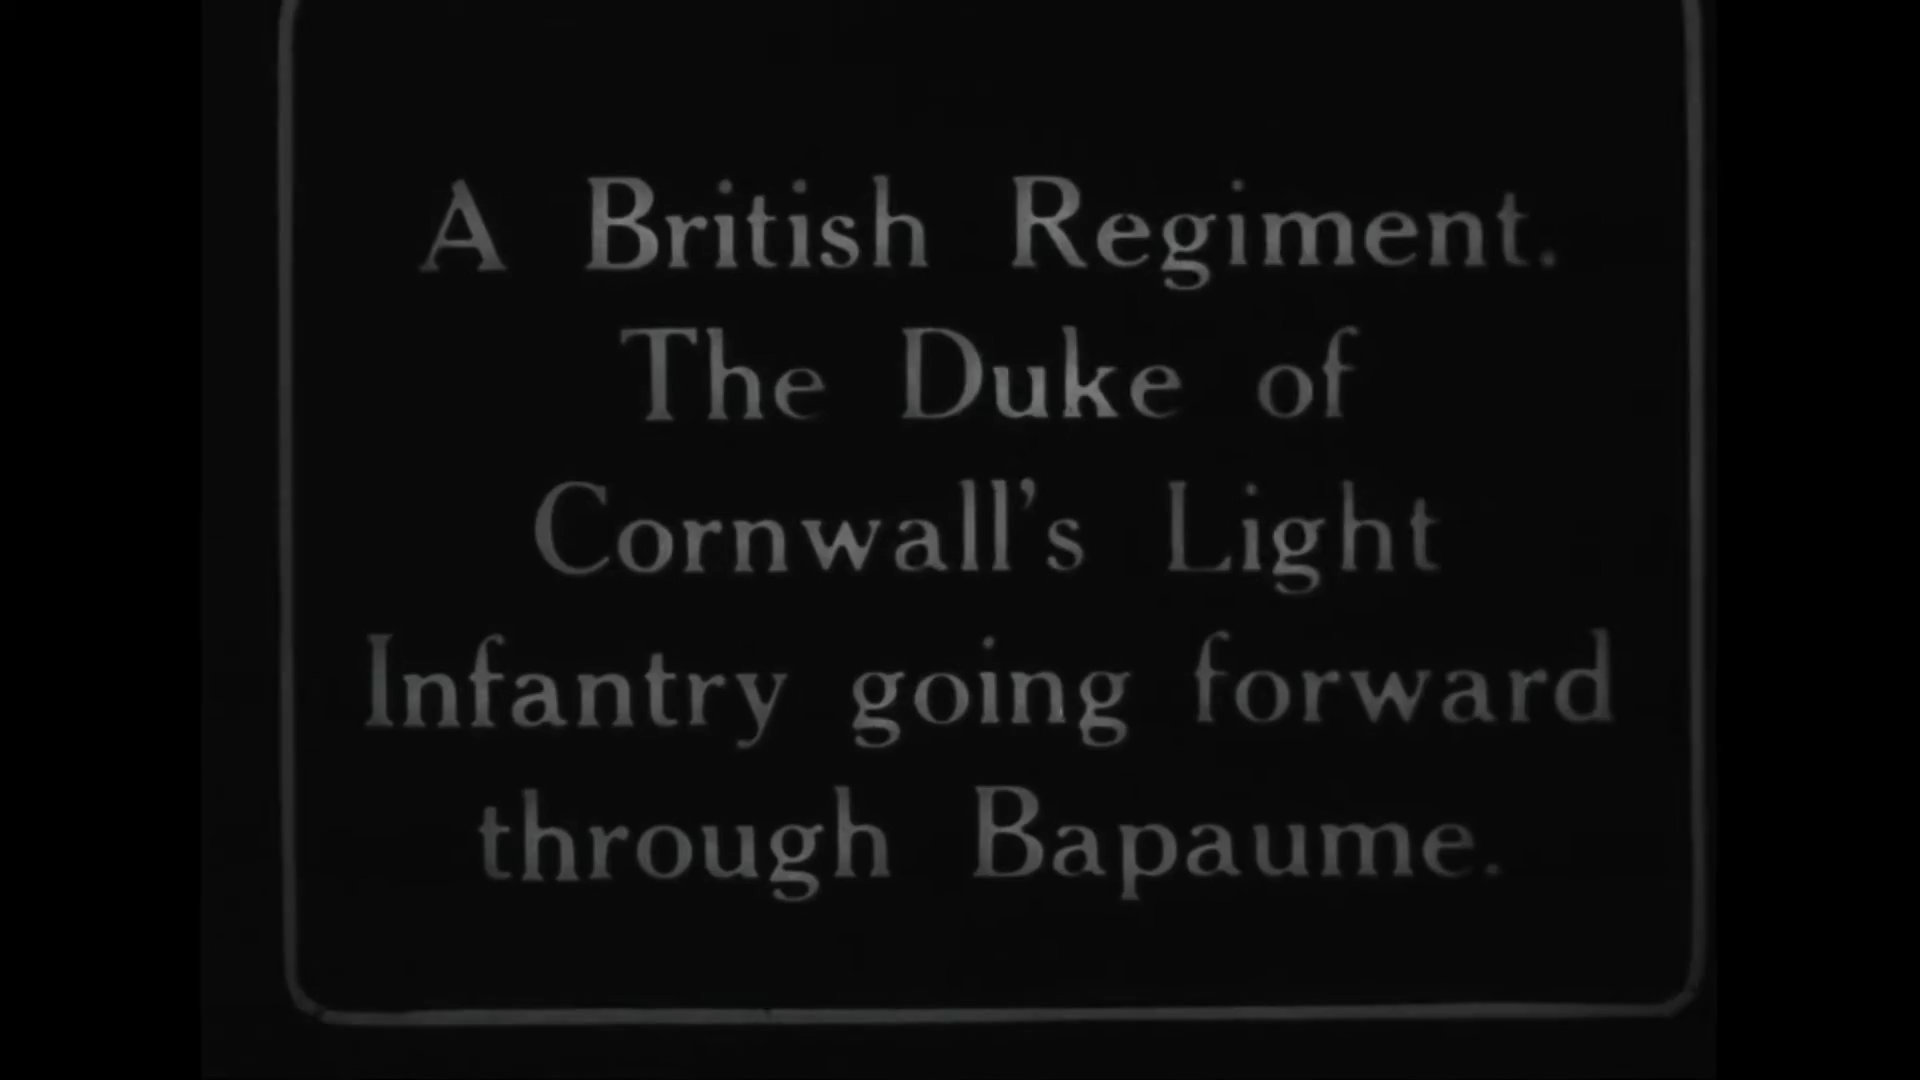 A British Regiment.
The Duke of
Cornwall's Light
Infantry going forward
through Bapaume.